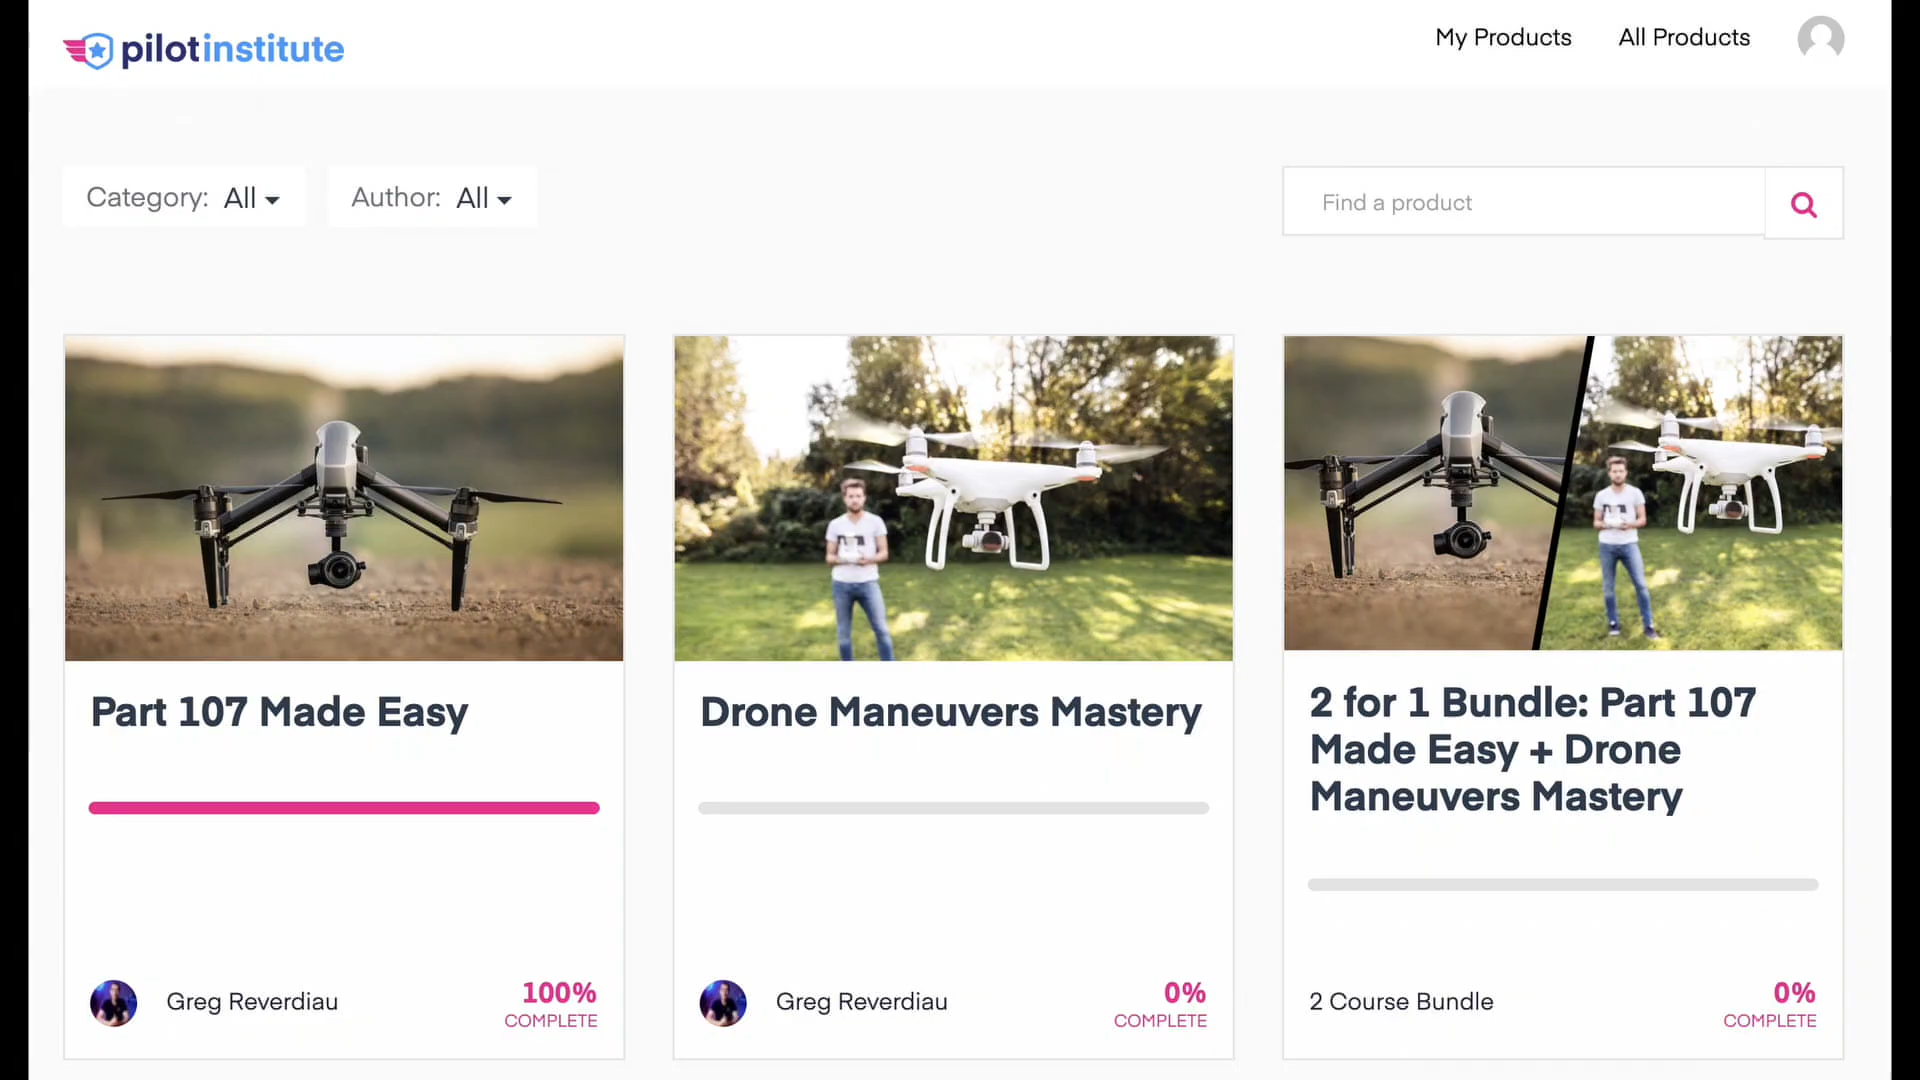 pilotinstitute
My Products
All Products
Category: All
Author: All
Find a product
Part 107 Made Easy
Greg Reverdiau
100%
COMPLETE
Drone Maneuvers Mastery
Greg Reverdiau
0%
COMPLETE
2 for 1 Bundle: Part 107
Made Easy + Drone
Maneuvers Mastery
2 Course Bundle
0%
COMPLETE